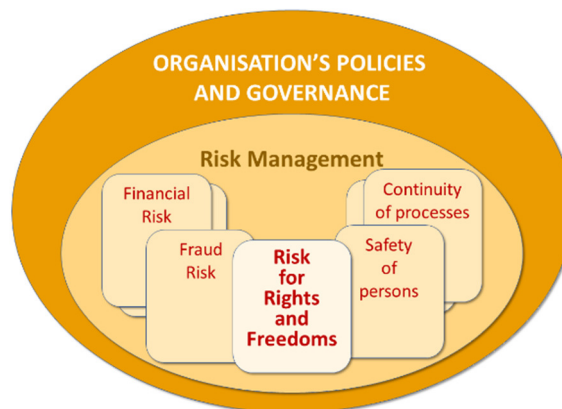 ORGANISATION'S POLICIES
AND GOVERNANCE
Risk Management
Financial
Risk
Continuity
of processes
Fraud
Risk
Risk
for
Rights
and
Freedoms
Safety
of
persons